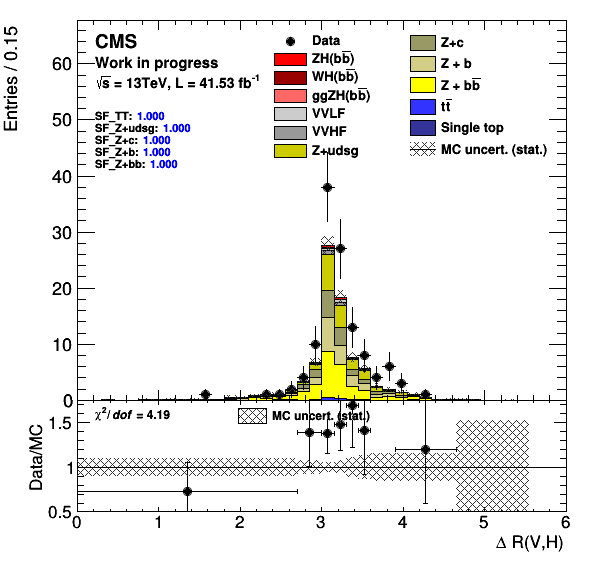 CMS
Work in progress
√s = 13TeV, L = 41.53 fb⁻¹
SF_TT: 1.000
SF_Z+udsg: 1.000
SF_Z+c: 1.000
SF_Z+b: 1.000
SF_Z+bb: 1.000
Data
ZH(bb̅)
WH(bb̅)
ggZH(bb̅)
VVLF
VVHF
Z+udsg
Z+c
Z + b
Z + bb̅
tt̅
Single top
MC uncert. (stat.)
Entries / 0.15
60
50
40
30
20
10
0
χ²/dof = 4.19
MC uncert. (stat.)
Data/MC
1.5
1
0.5
0 1 2 3 4 5 6
Δ R(V,H)